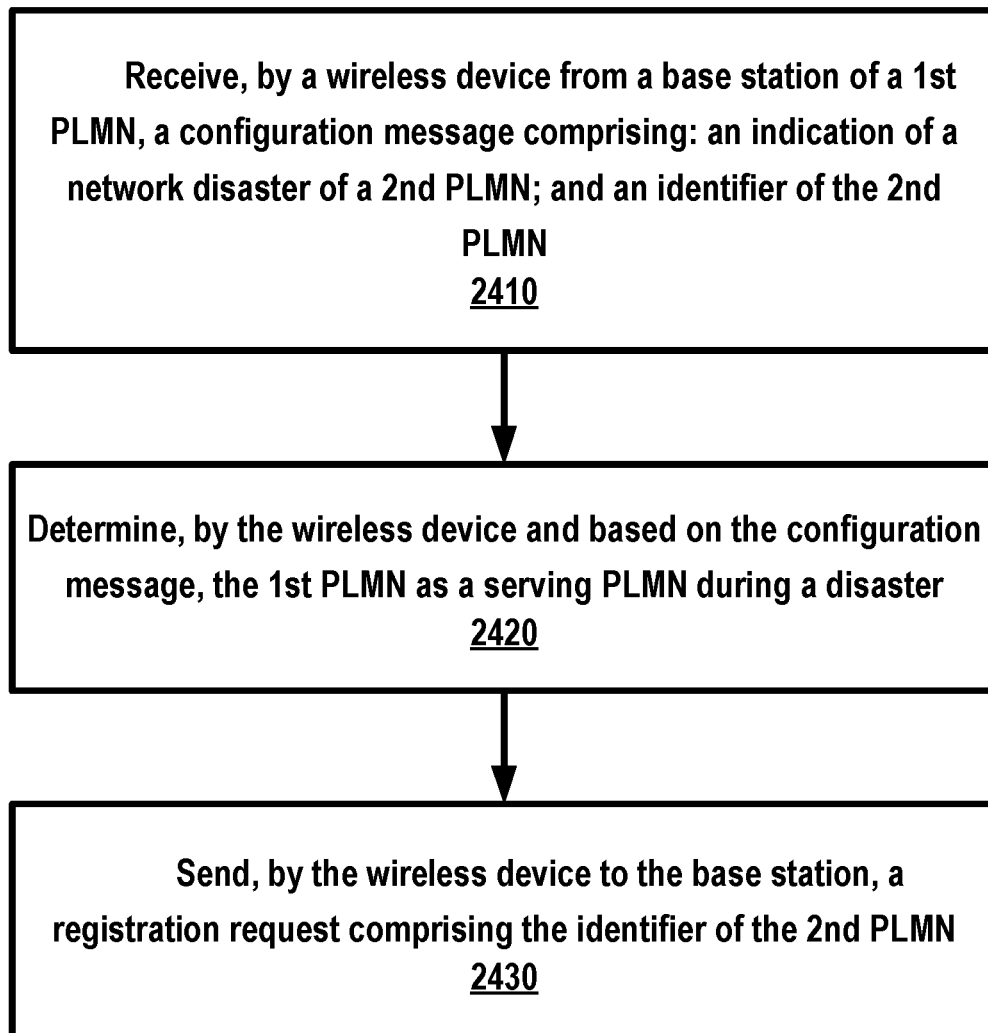 Receive, by a wireless device from a base station of a 1st
PLMN, a configuration message comprising: an indication of a
network disaster of a 2nd PLMN; and an identifier of the 2nd
PLMN
2410
Determine, by the wireless device and based on the configuration
message, the 1st PLMN as a serving PLMN during a disaster
2420
Send, by the wireless device to the base station, a
registration request comprising the identifier of the 2nd PLMN
2430